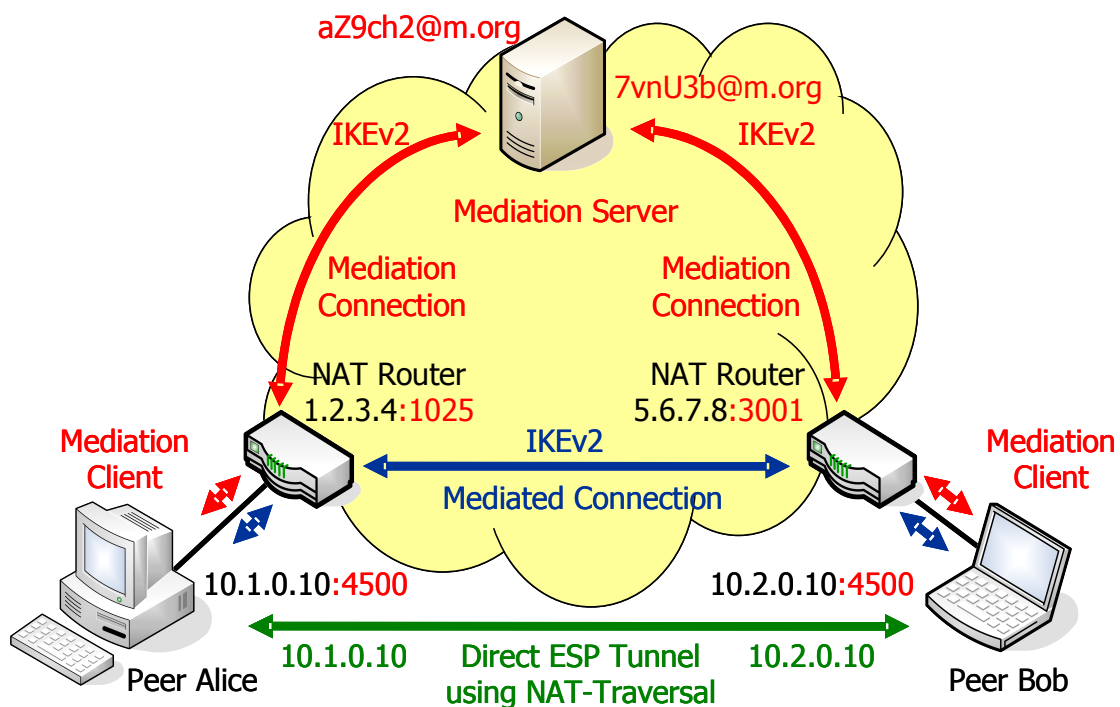 aZ9ch2@m.org
7vnU3b@m.org
IKEv2
IKEv2
Mediation Server
Mediation
Connection
Mediation
Connection
NAT Router
1.2.3.4:1025
NAT Router
5.6.7.8:3001
Mediation
Client
IKEv2
Mediated Connection
Mediation
Client
10.1.0.10:4500
10.2.0.10:4500
10.1.0.10
Direct ESP Tunnel
using NAT-Traversal
10.2.0.10
Peer Alice
Peer Bob